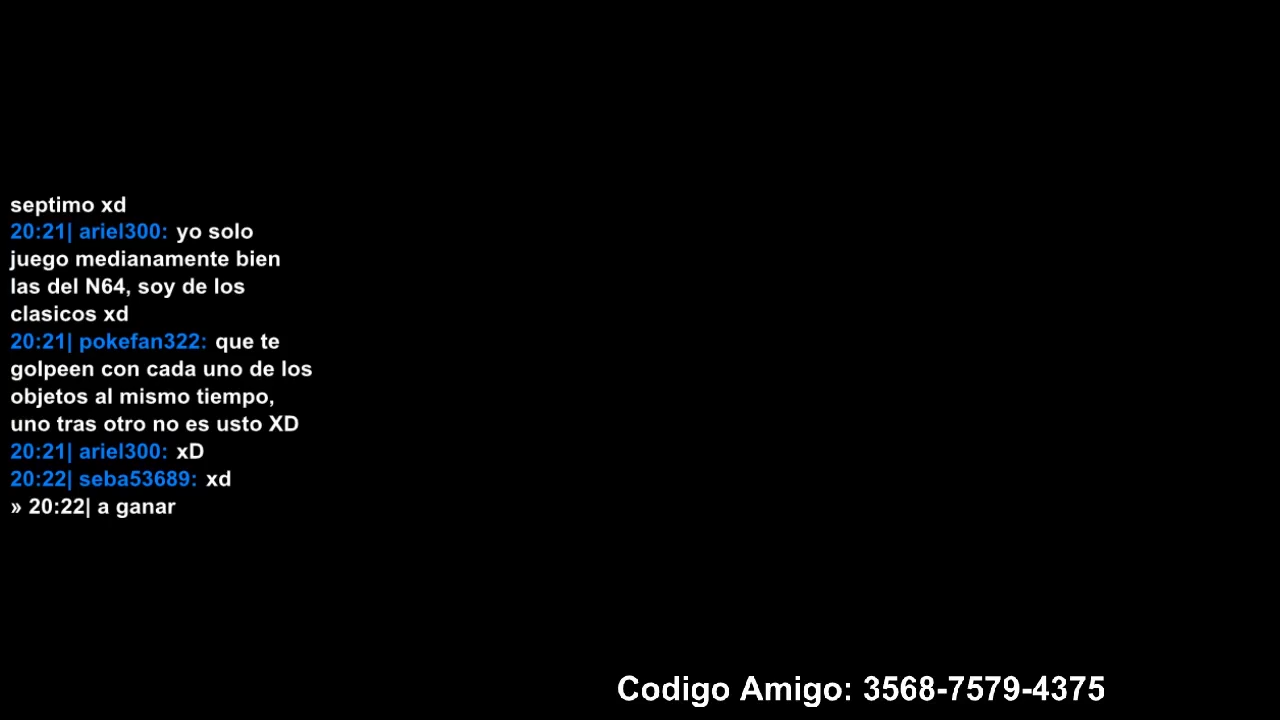 septimo xd
20:21| ariel300: yo solo
juego medianamente bien
las del N64, soy de los
clasicos xd
20:21| pokefan322: que te
golpeen con cada uno de los
objetos al mismo tiempo,
uno tras otro no es usto XD
20:21| ariel300: xD
20:22| seba53689: xd
» 20:22| a ganar
Codigo Amigo: 3568-7579-4375